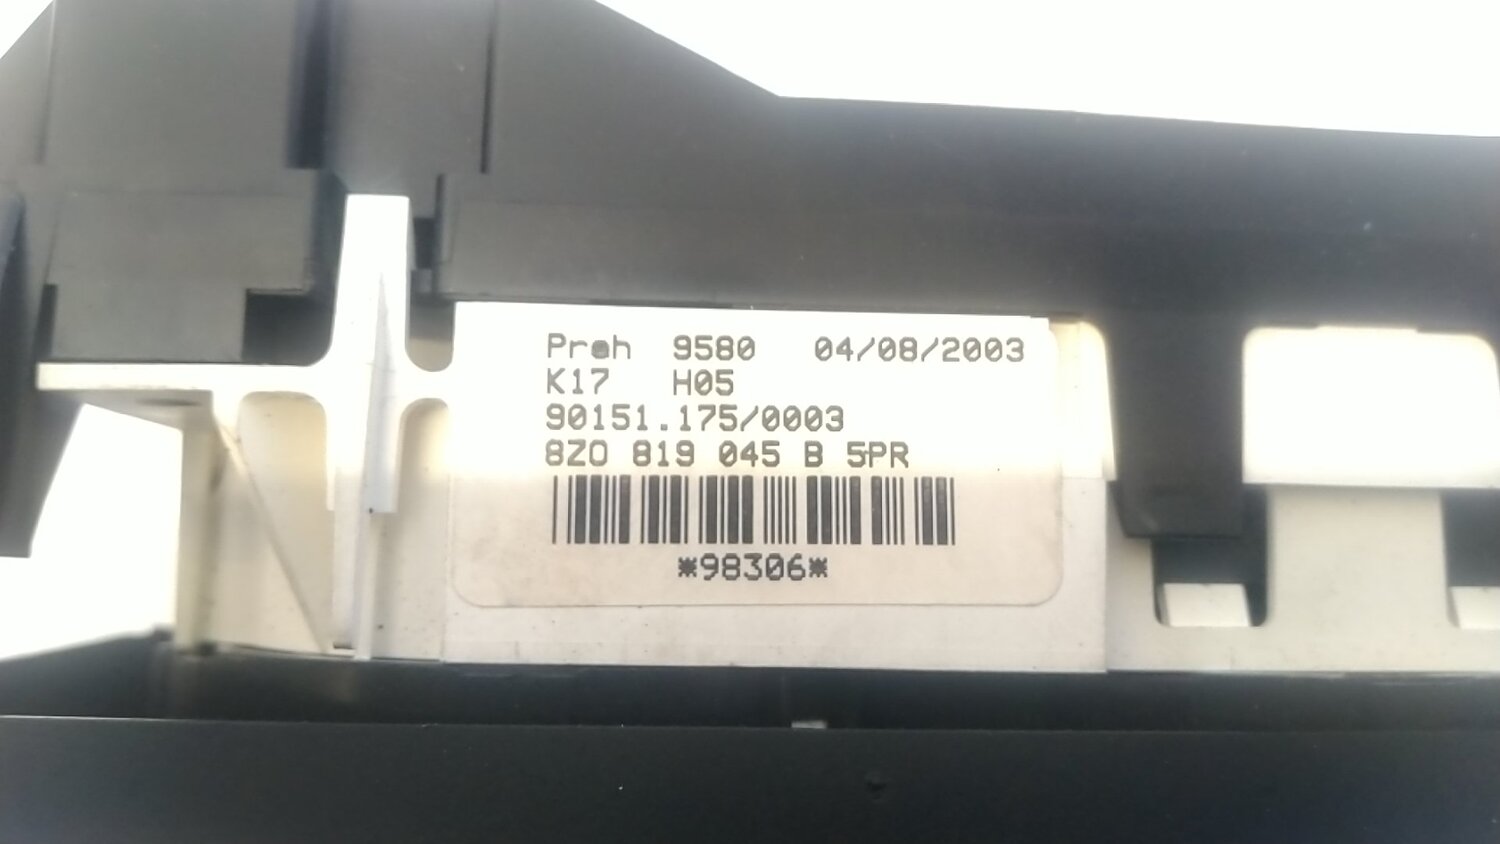 Preh 9580 04/08/2003
K17 H05
90151.175/0003
8Z0 819 045 B 5PR
*98306*